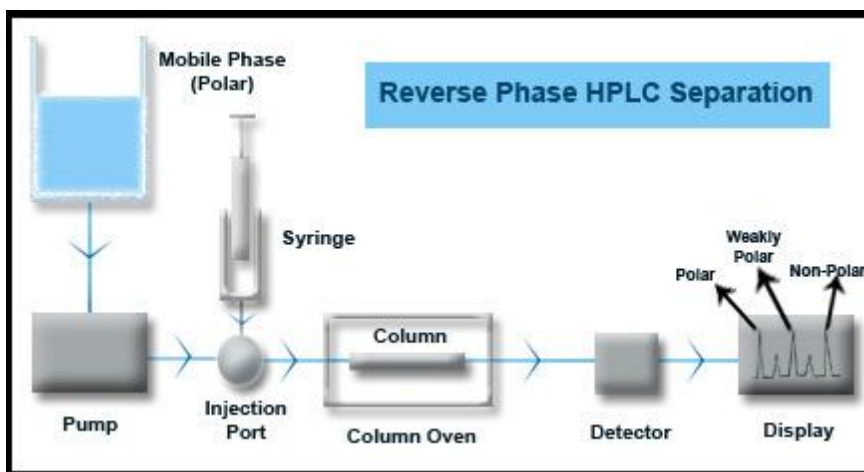 Mobile Phase
(Polar)
Reverse Phase HPLC Separation
Syringe
Weakly
Polar
Polar
Non-Polar
Column
Pump
Injection
Port
Column Oven
Detector
Display